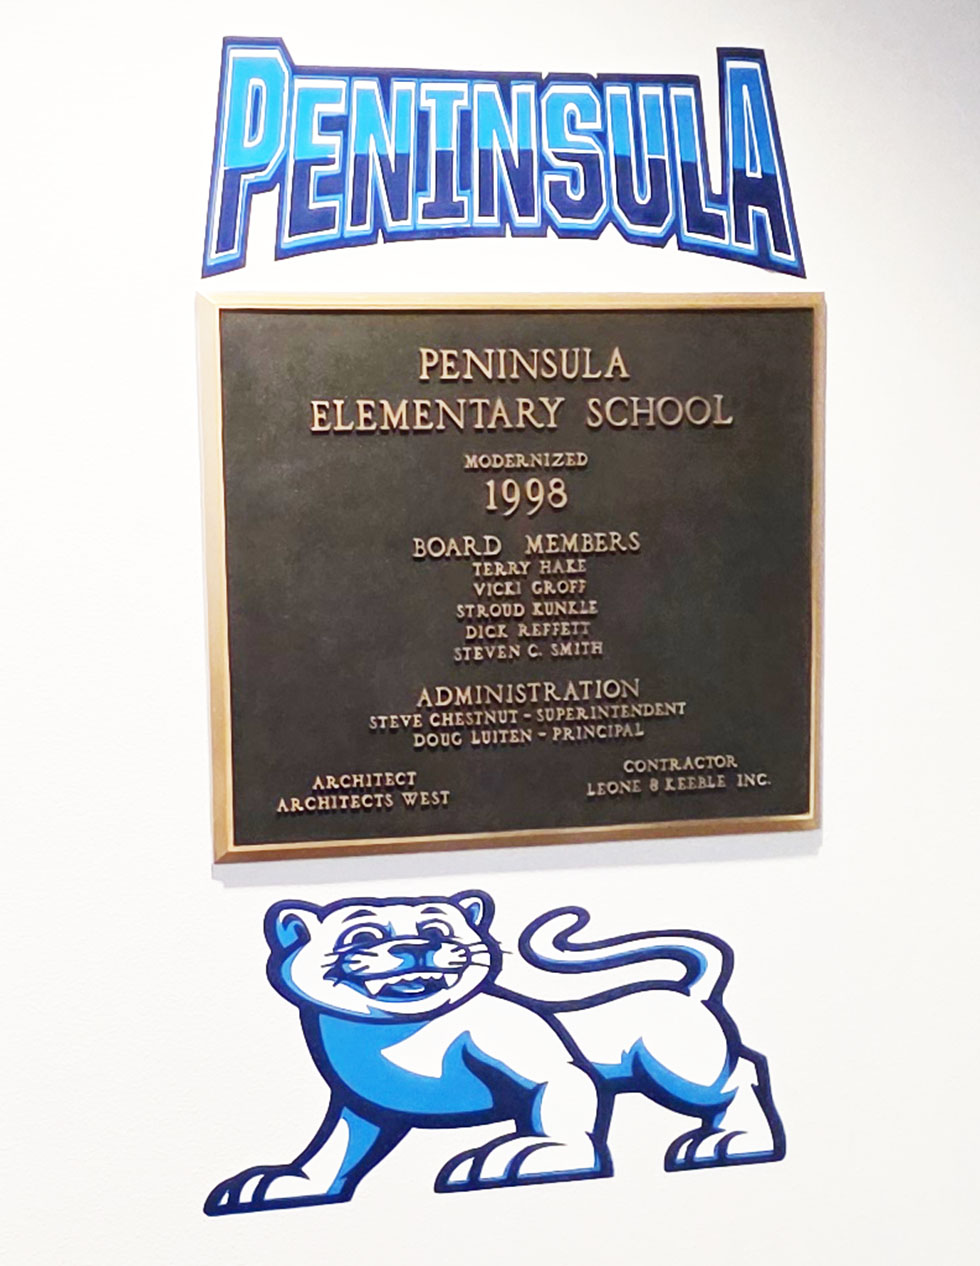 PENINSULA
PENINSULA
ELEMENTARY SCHOOL
MODERNIZED
1998
BOARD MEMBERS
TERRY HAKE
VICKI GROFF
STROUD KUNKLE
DICK REFFETT
STEVEN C. SMITH
ADMINISTRATION
STEVE CHESTNUT - SUPERINTENDENT
DOUG LUITEN - PRINCIPAL
ARCHITECT
ARCHITECTS WEST
CONTRACTOR
LEONE & KEEBLE INC.